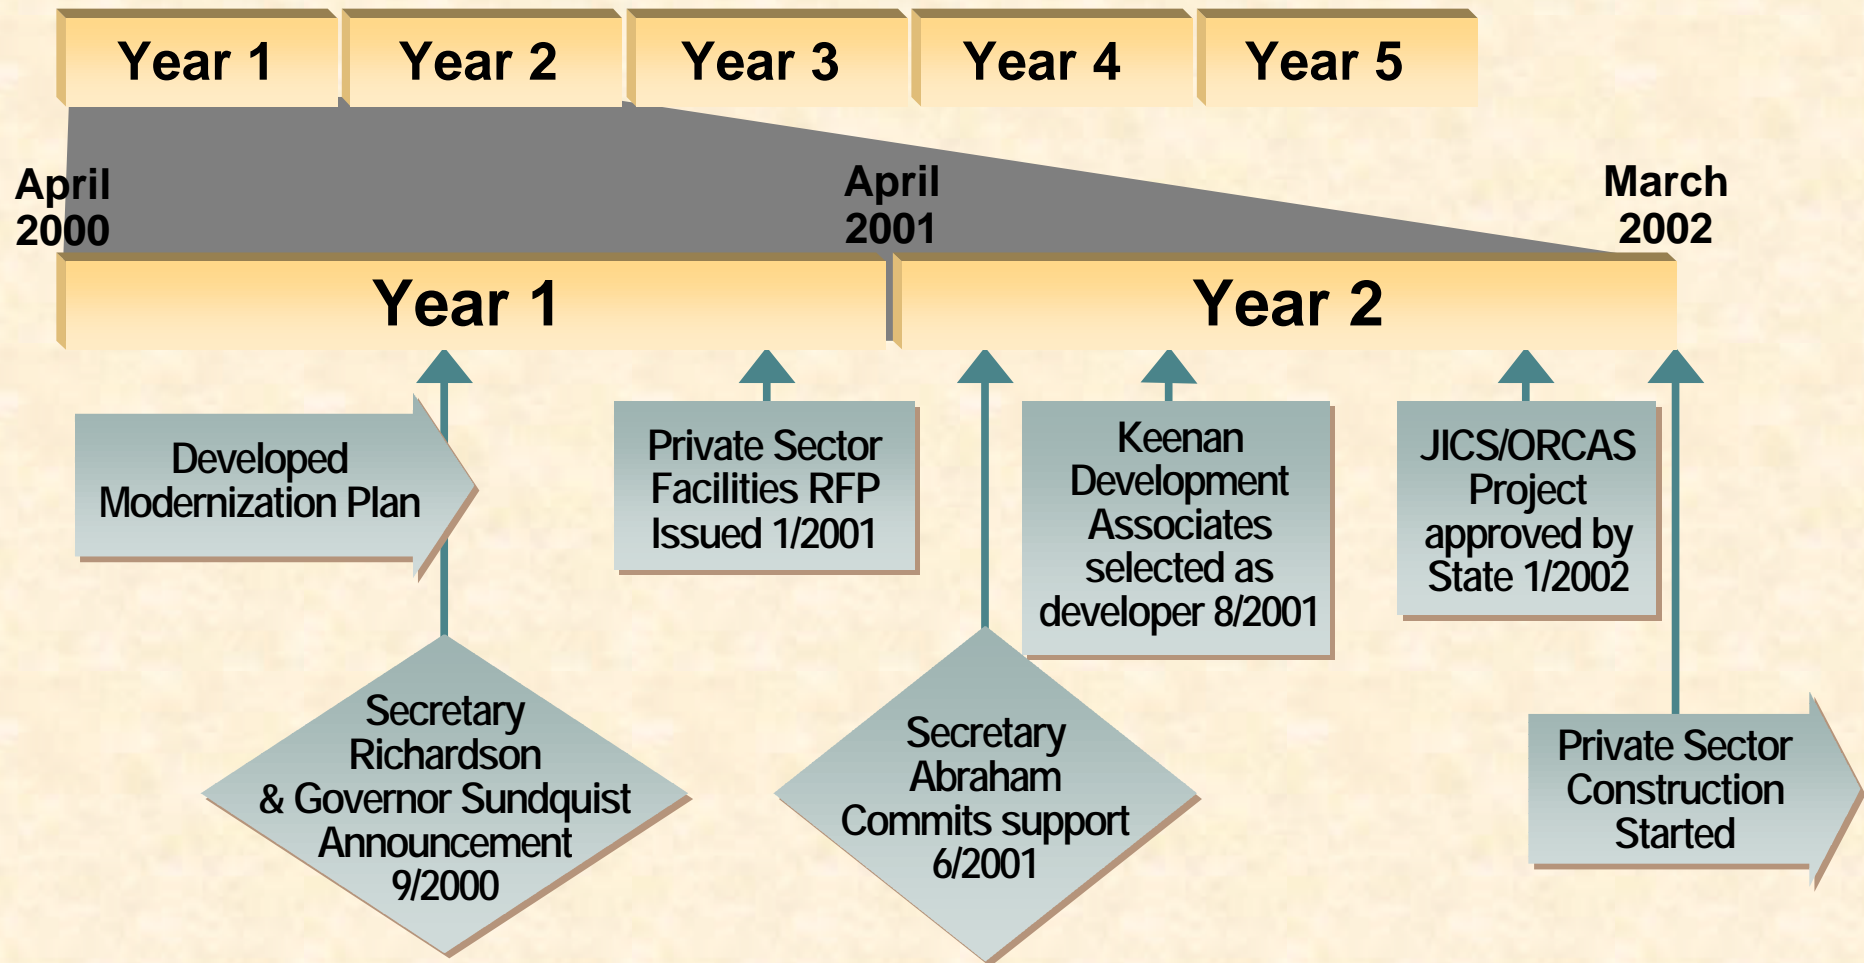 Year 1
Year 2
Year 3
Year 4
Year 5
April
2000
April
2001
March
2002
Year 1
Year 2
Developed
Modernization Plan
Private Sector
Facilities RFP
Issued 1/2001
Keenan
Development
Associates
selected as
developer 8/2001
JICS/ORCAS
Project
approved by
State 1/2002
Secretary
Richardson
& Governor Sundquist
Announcement
9/2000
Secretary
Abraham
Commits support
6/2001
Private Sector
Construction
Started